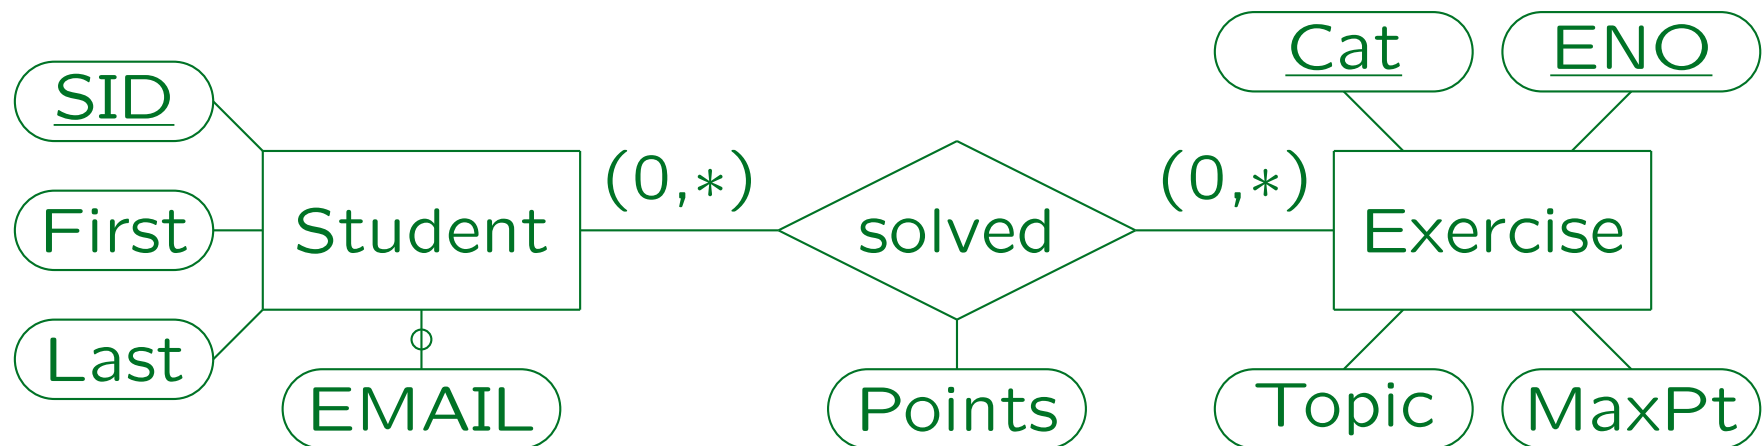 Cat
ENO
SID
(0,*)
(0,*)
First
Student
solved
Exercise
Last
EMAIL
Points
Topic
MaxPt